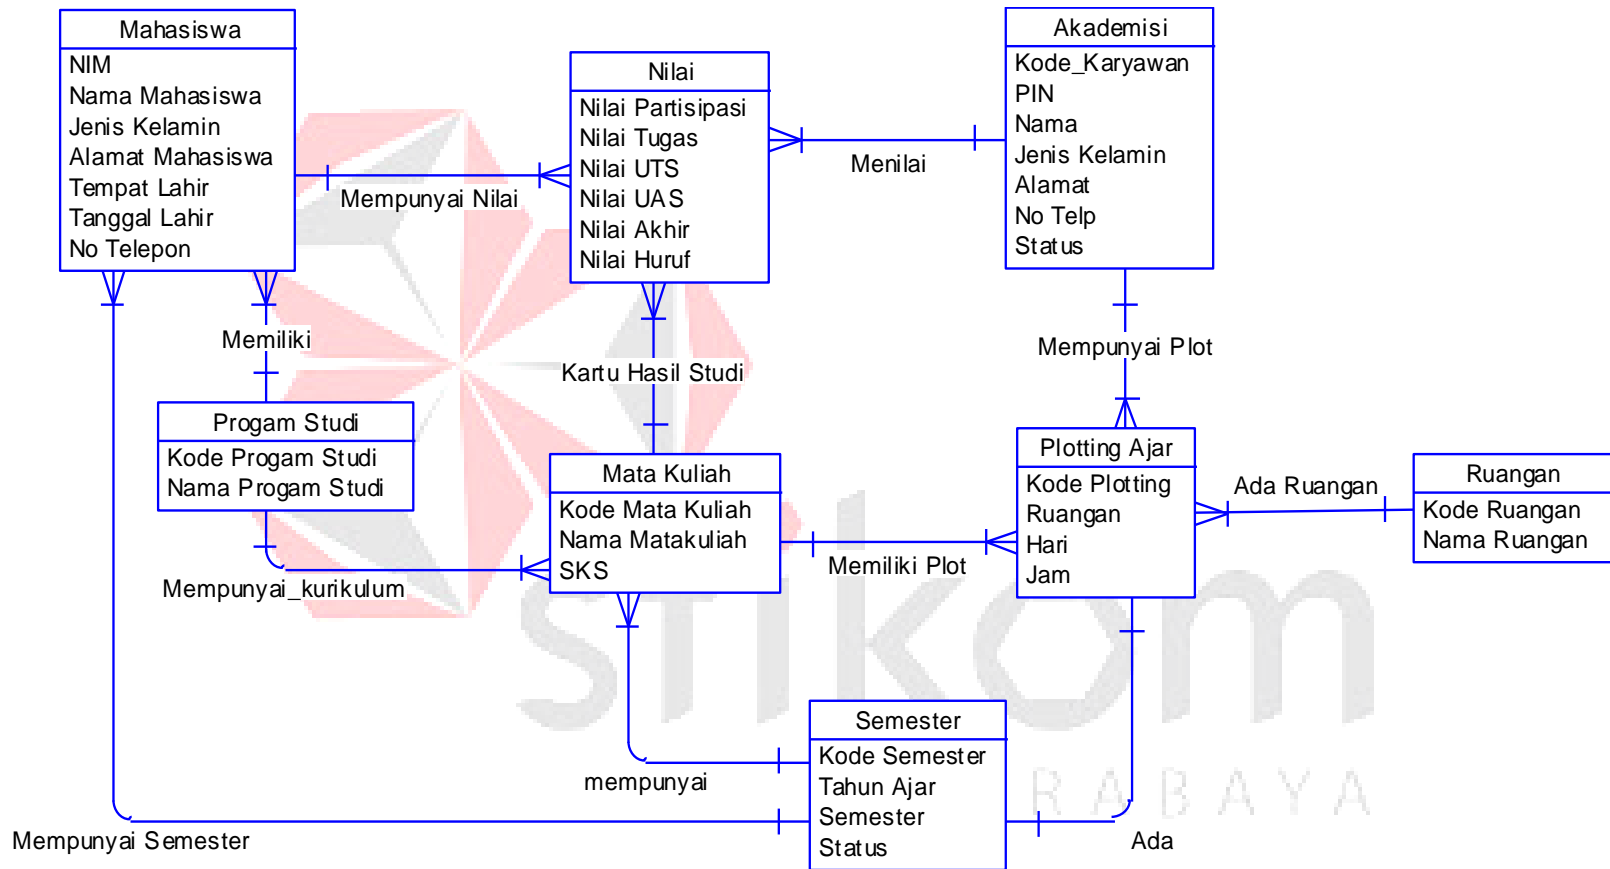 Mahasiswa
NIM
Nama Mahasiswa
Jenis Kelamin
Alamat Mahasiswa
Tempat Lahir
Tanggal Lahir
No Telepon
Mempunyai Nilai
Nilai
Nilai Partisipasi
Nilai Tugas
Nilai UTS
Nilai UAS
Nilai Akhir
Nilai Huruf
Menilai
Akademisi
Kode_Karyawan
PIN
Nama
Jenis Kelamin
Alamat
No Telp
Status
Memiliki
Kartu Hasil Studi
Mempunyai Plot
Progam Studi
Kode Progam Studi
Nama Progam Studi
Mempunyai_kurikulum
Mata Kuliah
Kode Mata Kuliah
Nama Matakuliah
SKS
Memiliki Plot
Plotting Ajar
Kode Plotting
Ruangan
Hari
Jam
Ada Ruangan
Ruangan
Kode Ruangan
Nama Ruangan
stikom
RABAYA
mempunyai
Semester
Kode Semester
Tahun Ajar
Semester
Status
Mempunyai Semester
Ada